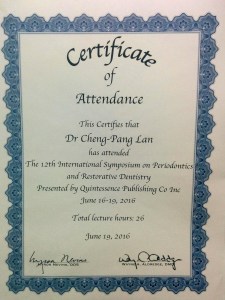 Certificate
of
Attendance
This Certifies that
Dr Cheng-Pang Lan
has attended
The 12th International Symposium on Periodontics
and Restorative Dentistry
Presented by Quintessence Publishing Co Inc
June 16-19, 2016
Total lecture hours: 26
June 19, 2016